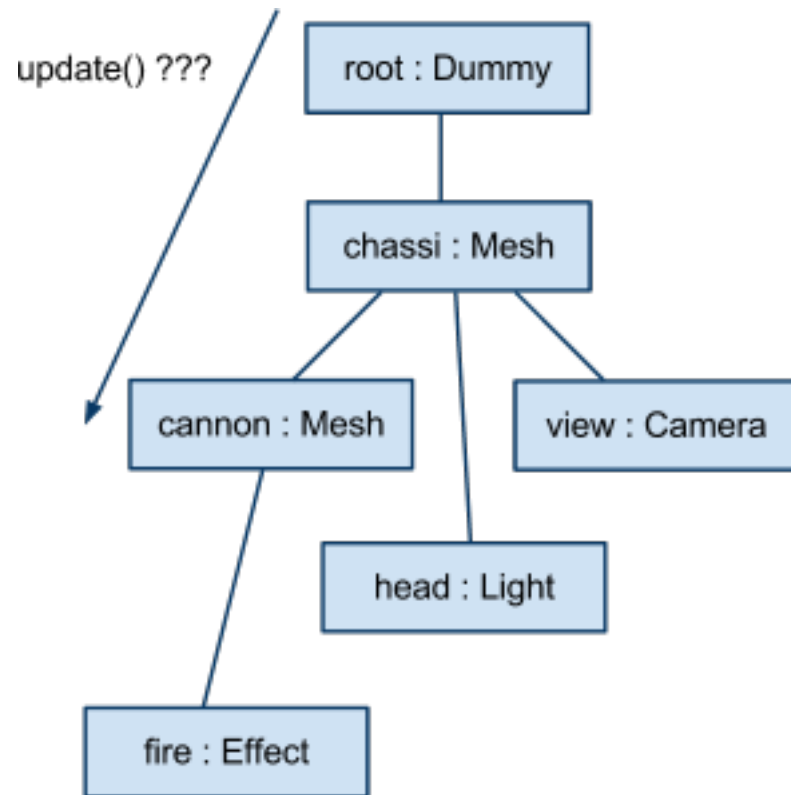 update() ???
root : Dummy
chassi : Mesh
cannon : Mesh
view : Camera
head : Light
fire : Effect